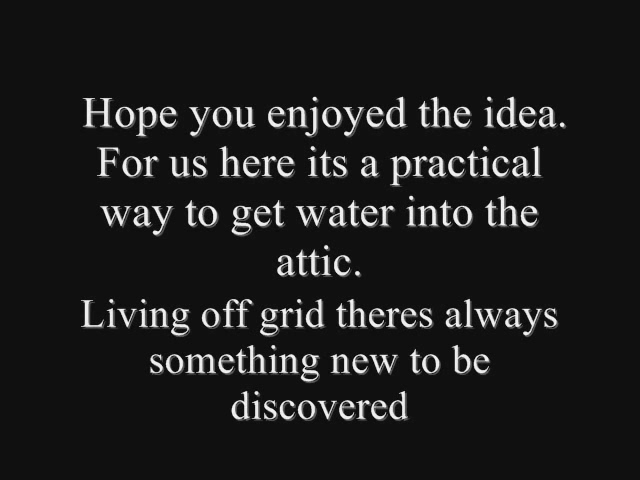 Hope you enjoyed the idea.
For us here its a practical
way to get water into the
attic.
Living off grid theres always
something new to be
discovered